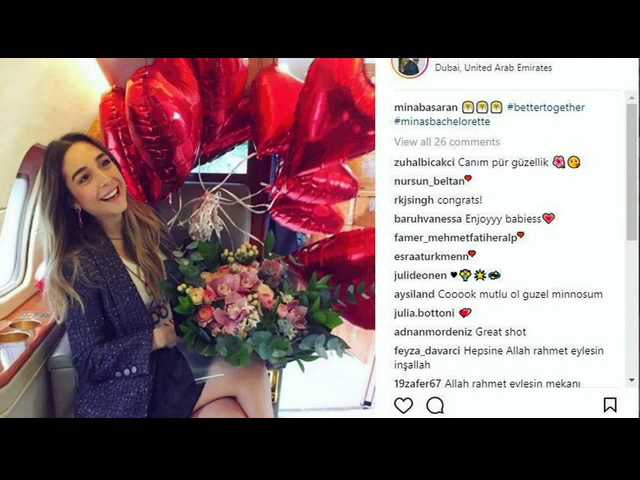 Dubai, United Arab Emirates
minabasaran #bettertogether
#minasbachelorette
View all 26 comments
zuhalbicakci Canım pür güzellik
nursun_beltan
rkjsingh congrats!
baruhvanessa Enjoyyy babiess
famer_mehmetfatiheralp
esraaturkmenn
julideonen
aysiland Cooook mutlu ol guzel minnosum
julia.bottoni
adnanmordeniz Great shot
feyza_davarci Hepsine Allah rahmet eylesin
inşallah
19zafer67 Allah rahmet eylesin mekanı